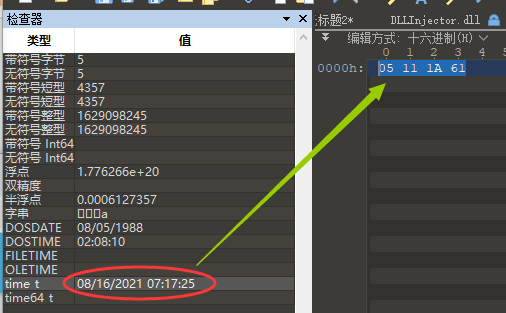 检查器
类型 值
带符号字节 5
无符号字节 5
带符号短型 4357
无符号短型 4357
带符号整型 1629098245
无符号整型 1629098245
带符号 Int64
无符号 Int64
浮点 1.776266e+20
双精度
半浮点 0.0006127357
字串 a
DOSDATE 08/05/1988
DOSTIME 02:08:10
FILETIME
OLETIME
time_t 08/16/2021 07:17:25
time64_t
标题2* DLLInjector.dll
编辑方式: 十六进制(H)
0 1 2 3 4 5
0000h: 05 11 1A 61